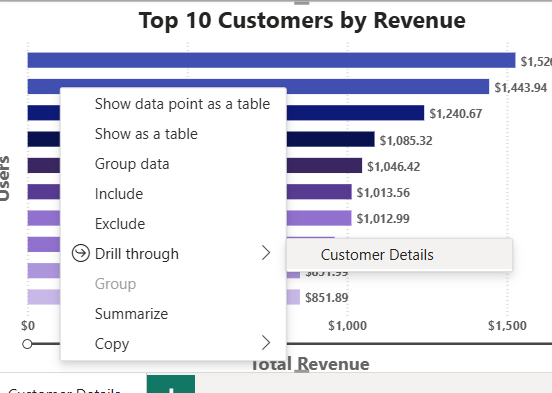 Top 10 Customers by Revenue
$1,443.94
$1,240.67
$1,085.32
$1,046.42
$1,013.56
$1,012.99
$851.99
$851.89
Users
Show data point as a table
Show as a table
Group data
Include
Exclude
Drill through
Customer Details
Group
Summarize
Copy
$0
$1,000
$1,500
Total Revenue
Customer Details